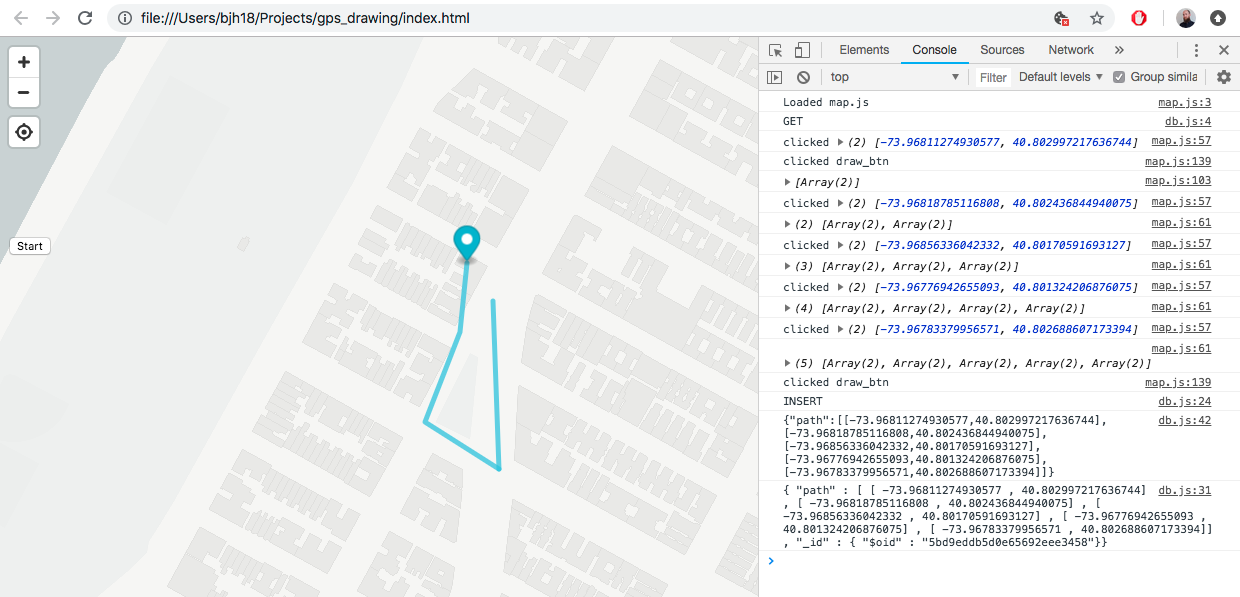 file:///Users/bjh18/Projects/gps_drawing/index.html
+
−
Start
Elements Console Sources Network »
top Filter Default levels Group simila
Loaded map.js map.js:3
GET db.js:4
clicked (2) [-73.96811274930577, 40.802997217636744] map.js:57
clicked draw_btn map.js:139
[Array(2)] map.js:103
clicked (2) [-73.96818785116808, 40.802436844940075] map.js:57
(2) [Array(2), Array(2)] map.js:61
clicked (2) [-73.96856336042332, 40.80170591693127] map.js:57
(3) [Array(2), Array(2), Array(2)] map.js:61
clicked (2) [-73.96776942655093, 40.801324206876075] map.js:57
(4) [Array(2), Array(2), Array(2), Array(2)] map.js:61
clicked (2) [-73.96783379956571, 40.802688607173394] map.js:57
map.js:61
(5) [Array(2), Array(2), Array(2), Array(2), Array(2)]
clicked draw_btn map.js:139
INSERT db.js:24
{"path":[[-73.96811274930577,40.802997217636744], db.js:42
[-73.96818785116808,40.802436844940075],
[-73.96856336042332,40.80170591693127],
[-73.96776942655093,40.801324206876075],
[-73.96783379956571,40.802688607173394]]}
{ "path" : [ [ -73.96811274930577 , 40.802997217636744] db.js:31
, [ -73.96818785116808 , 40.802436844940075] , [
-73.96856336042332 , 40.80170591693127] , [ -73.96776942655093 ,
40.801324206876075] , [ -73.96783379956571 , 40.802688607173394]]
, "_id" : { "$oid" : "5bd9eddb5d0e65692eee3458"}}